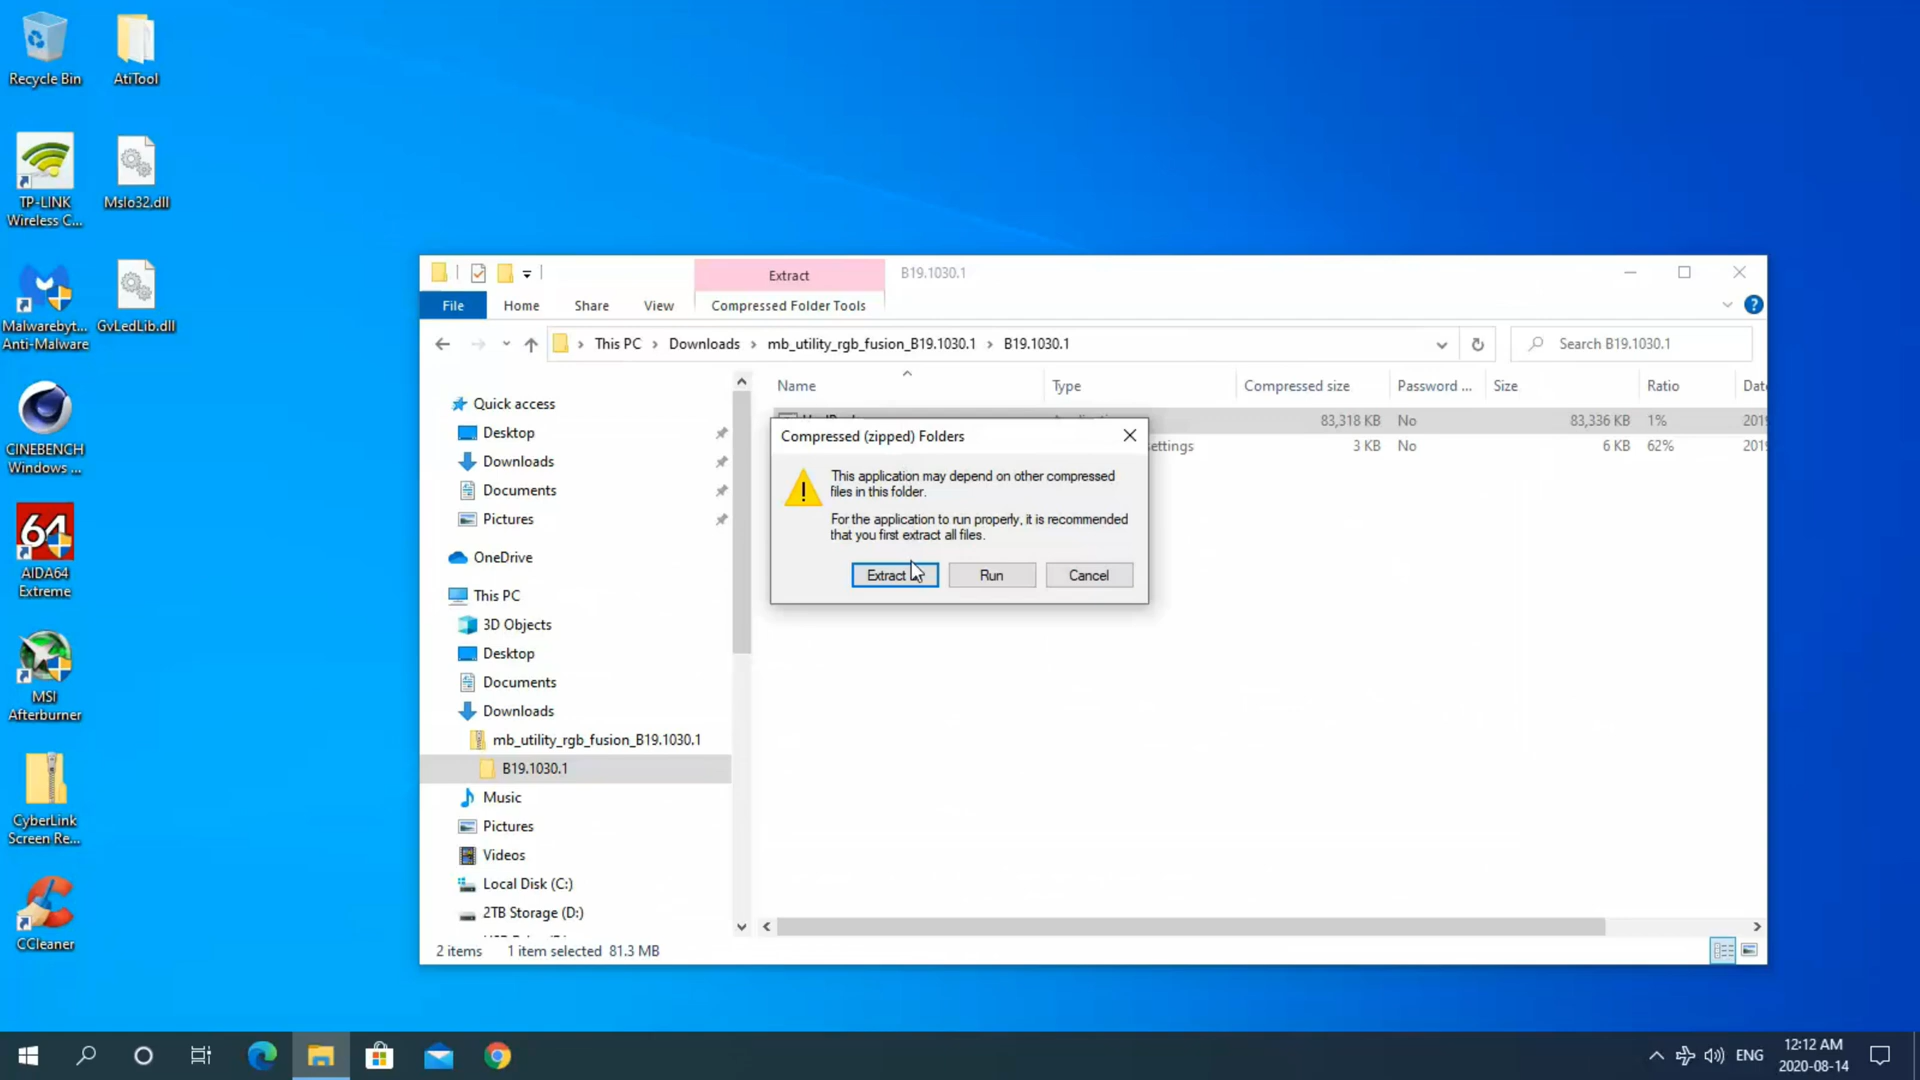 Recycle Bin
AtiTool
TP-LINK
Wireless C...
MsIo32.dll
Malwarebyt...
Anti-Malware
GvLedLib.dll
CINEBENCH
Windows ...
64
AIDA64
Extreme
MSI
Afterburner
CyberLink
Screen Re...
CCleaner
Extract
B19.1030.1
File
Home
Share
View
Compressed Folder Tools
This PC
Downloads
mb_utility_rgb_fusion_B19.1030.1
B19.1030.1
Search B19.1030.1
Name
Type
Compressed size
Password ...
Size
Ratio
Date
83,318 KB
No
83,336 KB
1%
2019
ettings
3 KB
No
6 KB
62%
2019
Quick access
Desktop
Downloads
Documents
Pictures
OneDrive
This PC
3D Objects
Desktop
Documents
Downloads
mb_utility_rgb_fusion_B19.1030.1
B19.1030.1
Music
Pictures
Videos
Local Disk (C:)
2TB Storage (D:)
Compressed (zipped) Folders
This application may depend on other compressed
files in this folder.
For the application to run properly, it is recommended
that you first extract all files.
Extract
Run
Cancel
2 items
1 item selected 81.3 MB
ENG
12:12 AM
2020-08-14